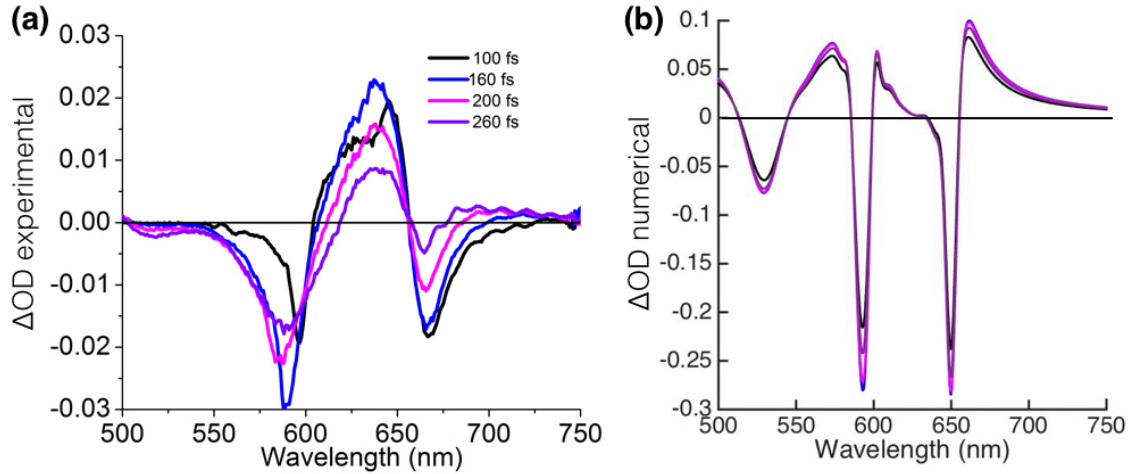 (a)
0.03
0.02
0.01
0.00
-0.01
-0.02
-0.03
ΔOD experimental
100 fs
160 fs
200 fs
260 fs
500 550 600 650 700 750
Wavelength (nm)
(b)
0.1
0.05
0
-0.05
-0.1
-0.15
-0.2
-0.25
-0.3
ΔOD numerical
500 550 600 650 700 750
Wavelength (nm)